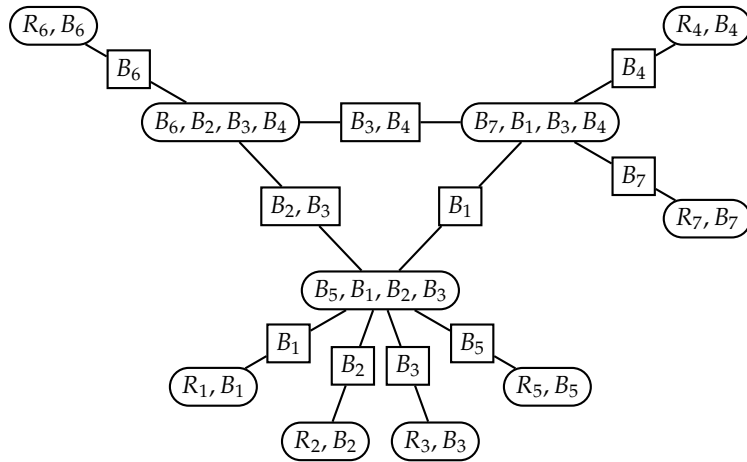 R₆, B₆
R₄, B₄
B₆
B₄
B₆, B₂, B₃, B₄
B₃, B₄
B₇, B₁, B₃, B₄
B₇
B₂, B₃
B₁
R₇, B₇
B₅, B₁, B₂, B₃
B₁
B₂
B₃
B₅
R₁, B₁
R₅, B₅
R₂, B₂
R₃, B₃